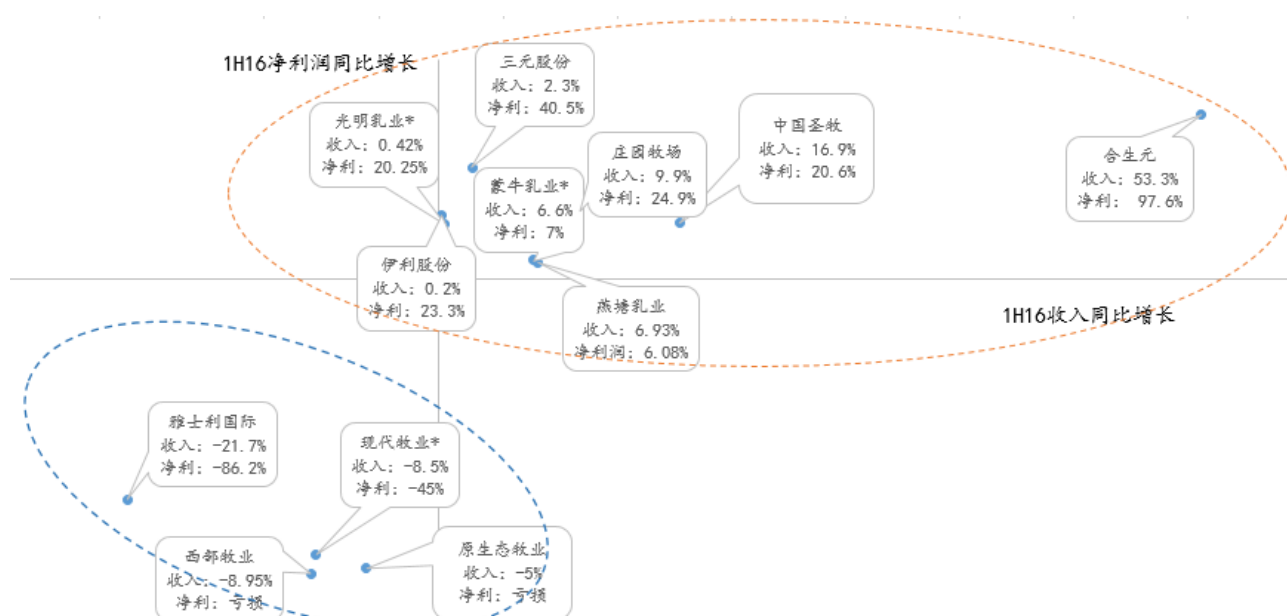 1H16净利润同比增长
三元股份
收入: 2.3%
净利: 40.5%
光明乳业*
收入: 0.42%
净利: 20.25%
庄园牧场
收入: 9.9%
净利: 24.9%
中国圣牧
收入: 16.9%
净利: 20.6%
合生元
收入: 53.3%
净利: 97.6%
蒙牛乳业*
收入: 6.6%
净利: 7%
伊利股份
收入: 0.2%
净利: 23.3%
燕塘乳业
收入: 6.93%
净利润: 6.08%
1H16收入同比增长
雅士利国际
收入: -21.7%
净利: -86.2%
现代牧业*
收入: -8.5%
净利: -45%
西部牧业
收入: -8.95%
净利: 亏损
原生态牧业
收入: -5%
净利: 亏损